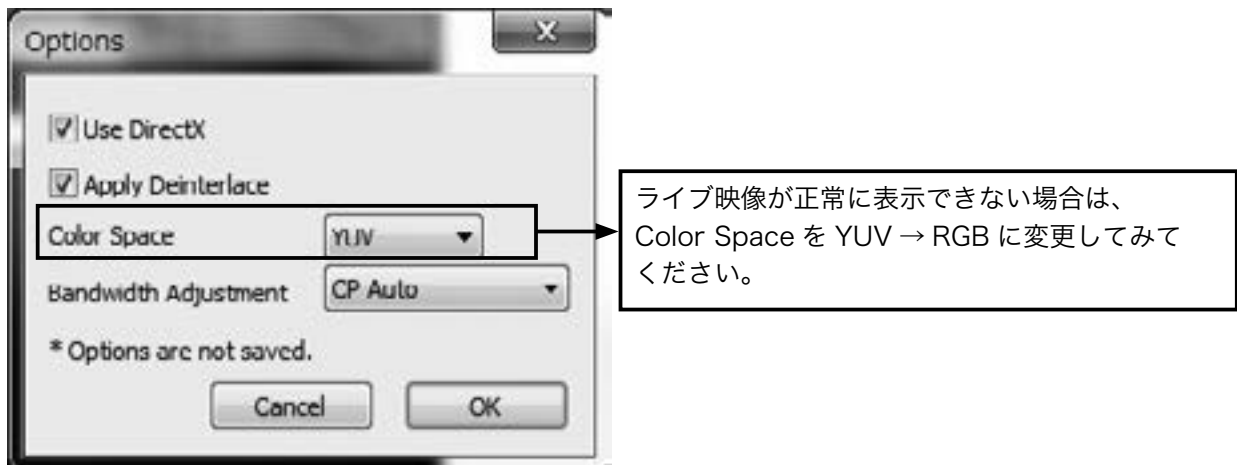 Options
Use DirectX
Apply Deinterlace
Color Space YUV
Bandwidth Adjustment CP Auto
* Options are not saved.
Cancel OK
ライブ映像が正常に表示できない場合は、
Color Space を YUV → RGB に変更してみて
ください。